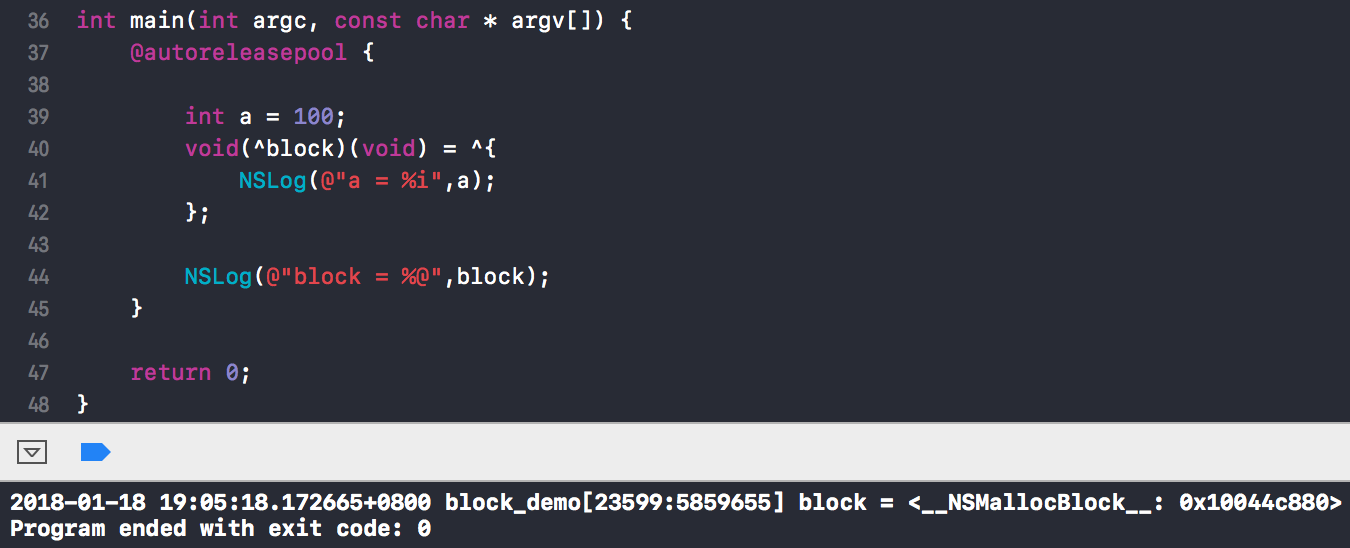 36 int main(int argc, const char * argv[]) {
37     @autoreleasepool {
38
39         int a = 100;
40         void(^block)(void) = ^{
41             NSLog(@"a = %i",a);
42         };
43
44         NSLog(@"block = %@",block);
45     }
46
47     return 0;
48 }
2018-01-18 19:05:18.172665+0800 block_demo[23599:5859655] block = <__NSMallocBlock__: 0x10044c880>
Program ended with exit code: 0